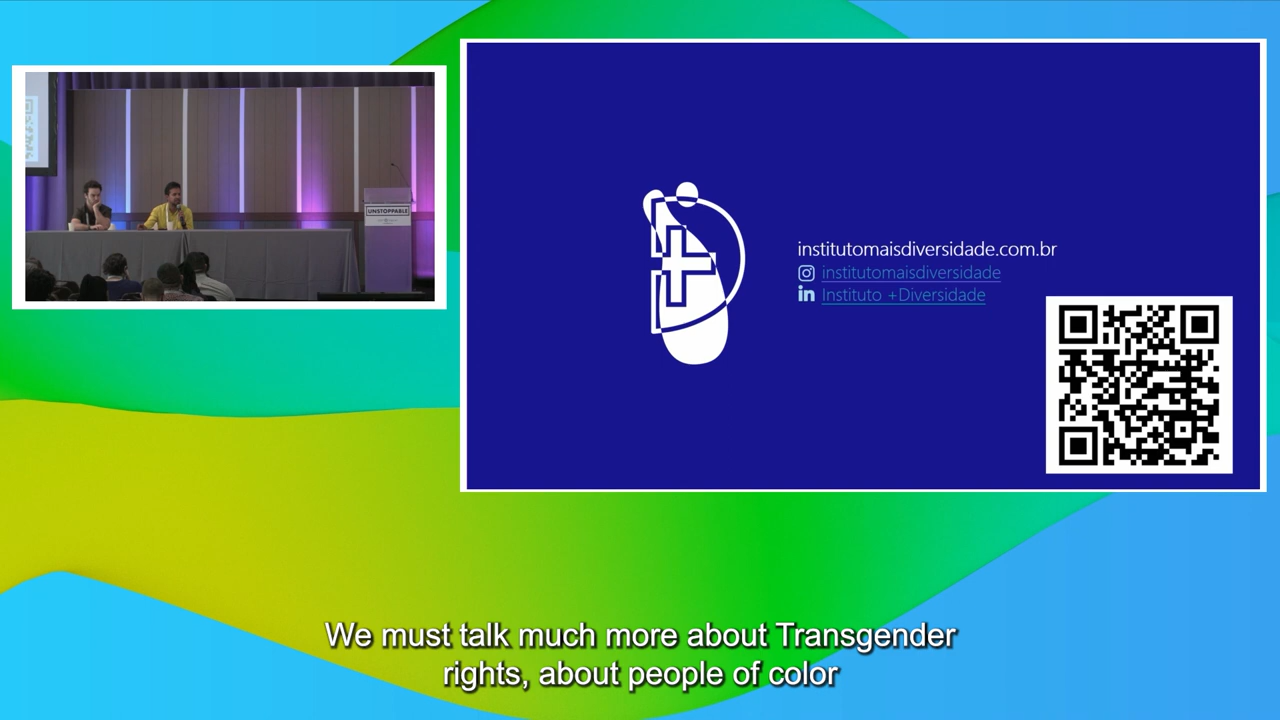 UNSTOPPABLE
institutomaisdiversidade.com.br
institutomaisdiversidade
Instituto +Diversidade
We must talk much more about Transgender
rights, about people of color